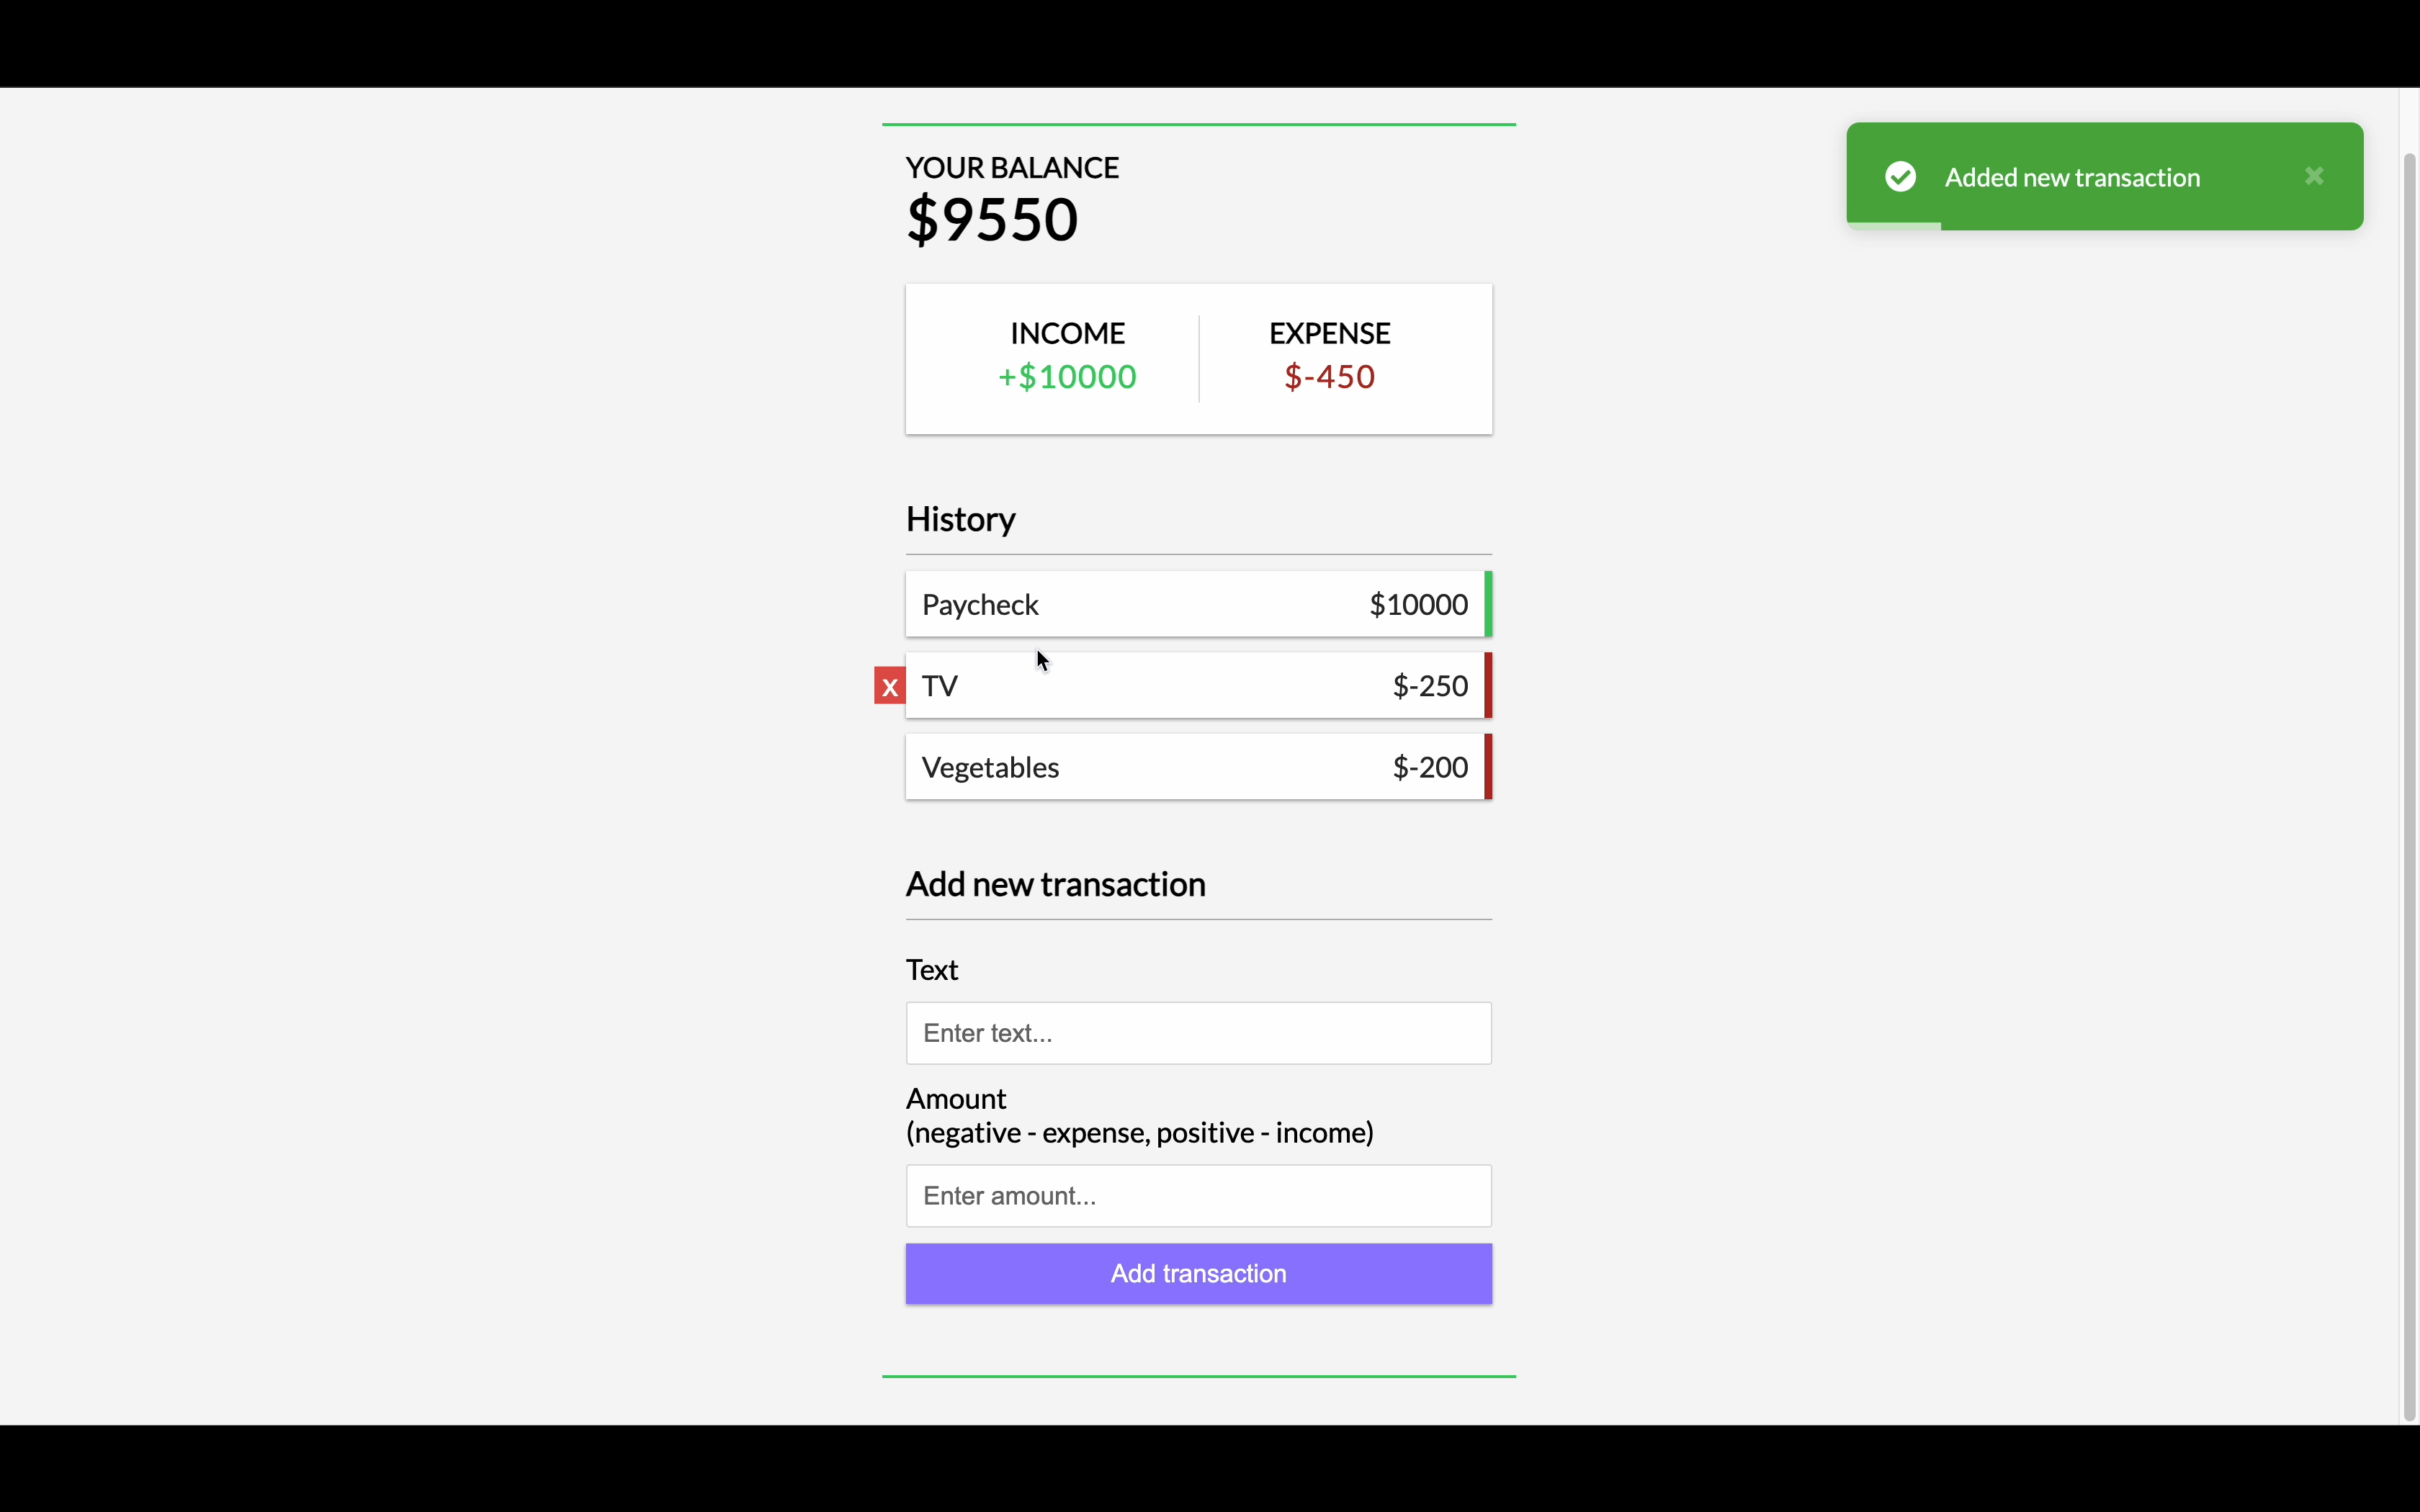 YOUR BALANCE
$9550
Added new transaction
INCOME
+$10000
EXPENSE
$-450
History
Paycheck $10000
x TV $-250
Vegetables $-200
Add new transaction
Text
Enter text...
Amount
(negative - expense, positive - income)
Enter amount...
Add transaction